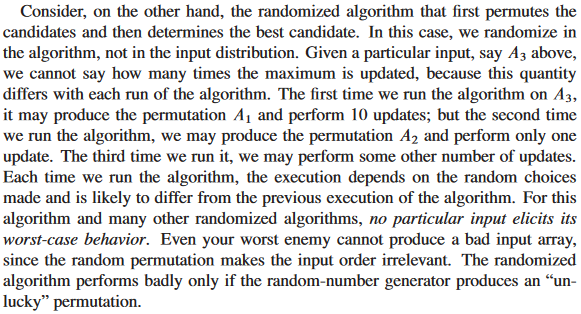 Consider, on the other hand, the randomized algorithm that first permutes the
candidates and then determines the best candidate. In this case, we randomize in
the algorithm, not in the input distribution. Given a particular input, say A₃ above,
we cannot say how many times the maximum is updated, because this quantity
differs with each run of the algorithm. The first time we run the algorithm on A₃,
it may produce the permutation A₁ and perform 10 updates; but the second time
we run the algorithm, we may produce the permutation A₂ and perform only one
update. The third time we run it, we may perform some other number of updates.
Each time we run the algorithm, the execution depends on the random choices
made and is likely to differ from the previous execution of the algorithm. For this
algorithm and many other randomized algorithms, no particular input elicits its
worst-case behavior. Even your worst enemy cannot produce a bad input array,
since the random permutation makes the input order irrelevant. The randomized
algorithm performs badly only if the random-number generator produces an “un-
lucky” permutation.